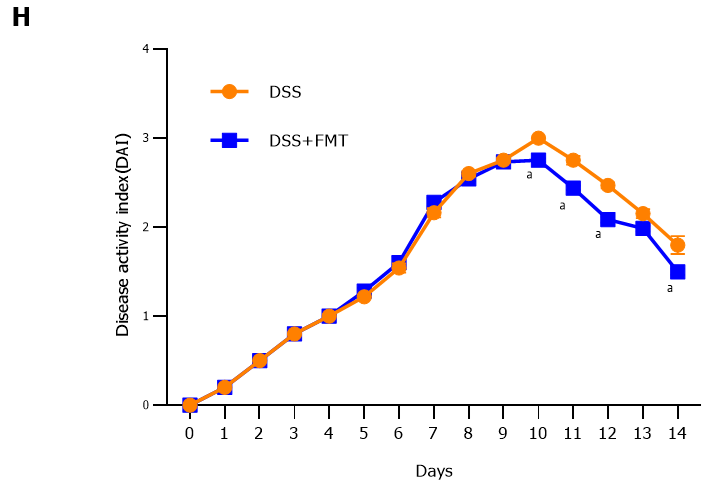 H
4
3
2
1
0
Disease activity index(DAI)
DSS
DSS+FMT
a
a
a
a
0 1 2 3 4 5 6 7 8 9 10 11 12 13 14
Days